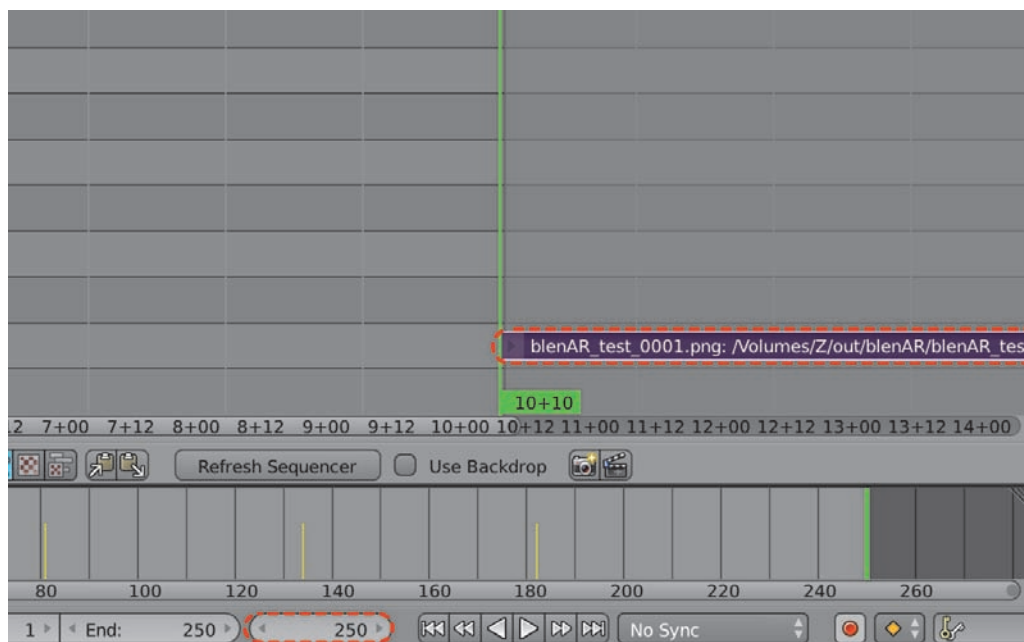 blenAR_test_0001.png: /Volumes/Z/out/blenAR/blenAR_tes
10+10
12 7+00 7+12 8+00 8+12 9+00 9+12 10+00 10+12 11+00 11+12 12+00 12+12 13+00 13+12 14+00
Refresh Sequencer Use Backdrop
80 100 120 140 160 180 200 220 240 260
1 End: 250 250 No Sync